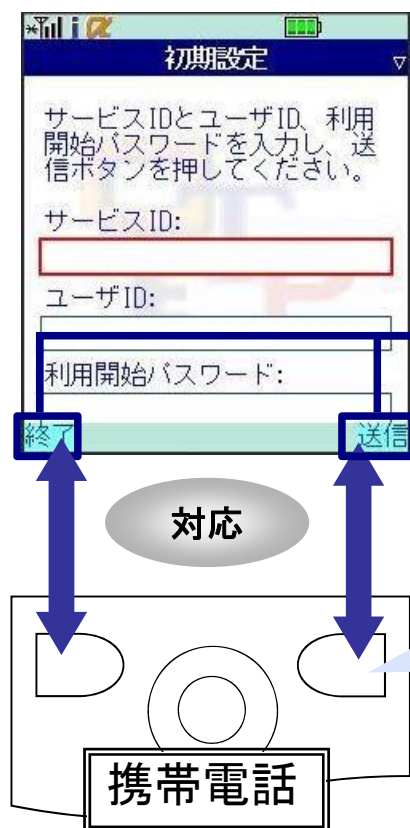 初期設定
サービスIDとユーザID、利用
開始パスワードを入力し、送
信ボタンを押してください。
サービスID:
ユーザID:
利用開始パスワード:
終了
送信
対応
携帯電話